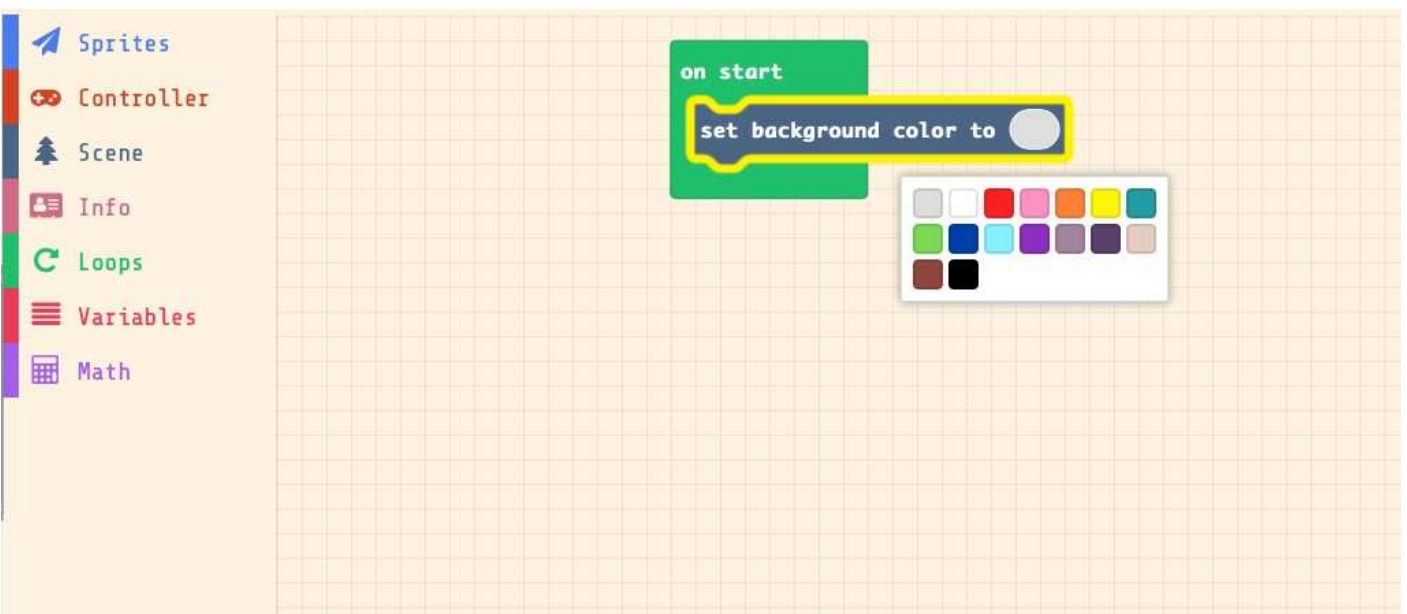 Sprites
Controller
Scene
Info
Loops
Variables
Math
on start
set background color to